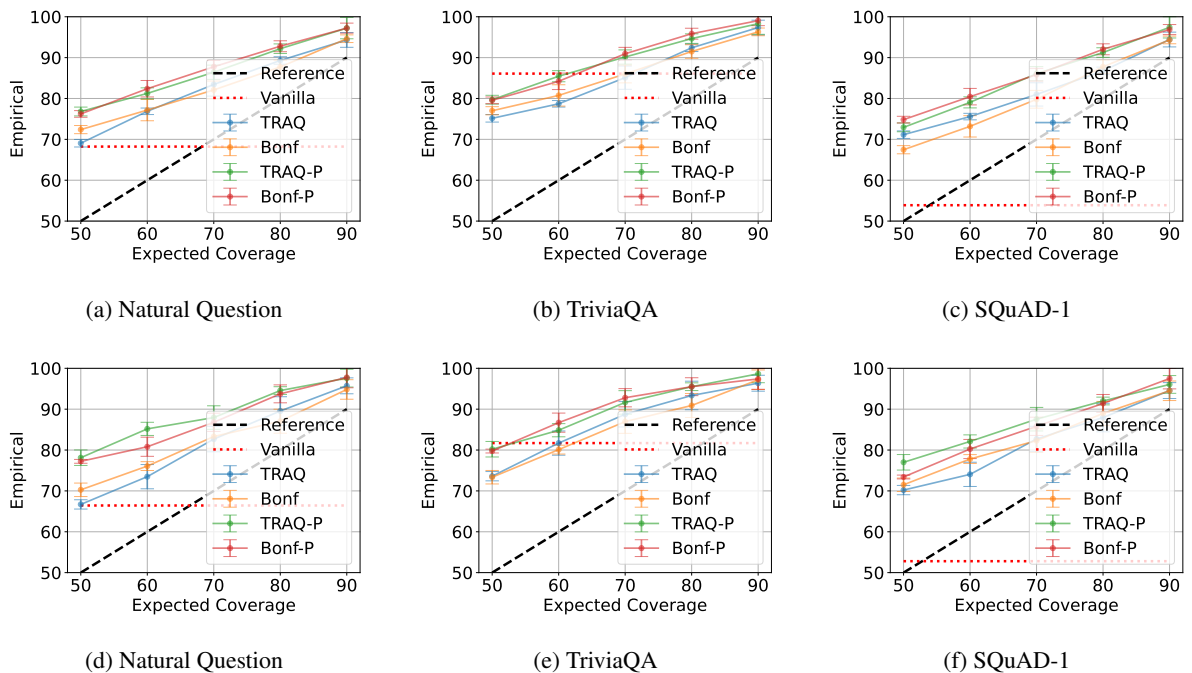 100
90
80
70
60
50
Empirical
50 60 70 80 90
Expected Coverage
Reference
Vanilla
TRAQ
Bonf
TRAQ-P
Bonf-P
(a) Natural Question
100
90
80
70
60
50
Empirical
50 60 70 80 90
Expected Coverage
Reference
Vanilla
TRAQ
Bonf
TRAQ-P
Bonf-P
(b) TriviaQA
100
90
80
70
60
50
Empirical
50 60 70 80 90
Expected Coverage
Reference
Vanilla
TRAQ
Bonf
TRAQ-P
Bonf-P
(c) SQuAD-1
100
90
80
70
60
50
Empirical
50 60 70 80 90
Expected Coverage
Reference
Vanilla
TRAQ
Bonf
TRAQ-P
Bonf-P
(d) Natural Question
100
90
80
70
60
50
Empirical
50 60 70 80 90
Expected Coverage
Reference
Vanilla
TRAQ
Bonf
TRAQ-P
Bonf-P
(e) TriviaQA
100
90
80
70
60
50
Empirical
50 60 70 80 90
Expected Coverage
Reference
Vanilla
TRAQ
Bonf
TRAQ-P
Bonf-P
(f) SQuAD-1